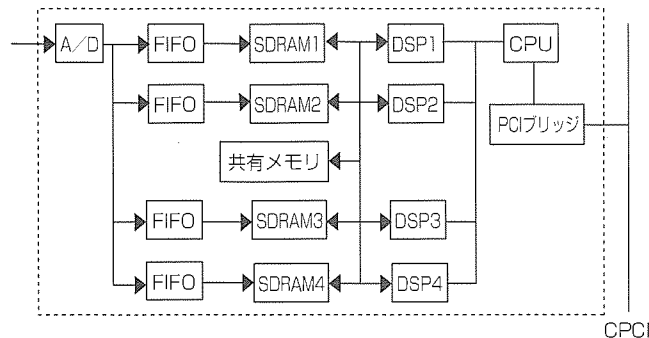 A/D FIFO SDRAM1 DSP1 CPU
FIFO SDRAM2 DSP2 PCIブリッジ
共有メモリ
FIFO SDRAM3 DSP3
FIFO SDRAM4 DSP4
CPCI